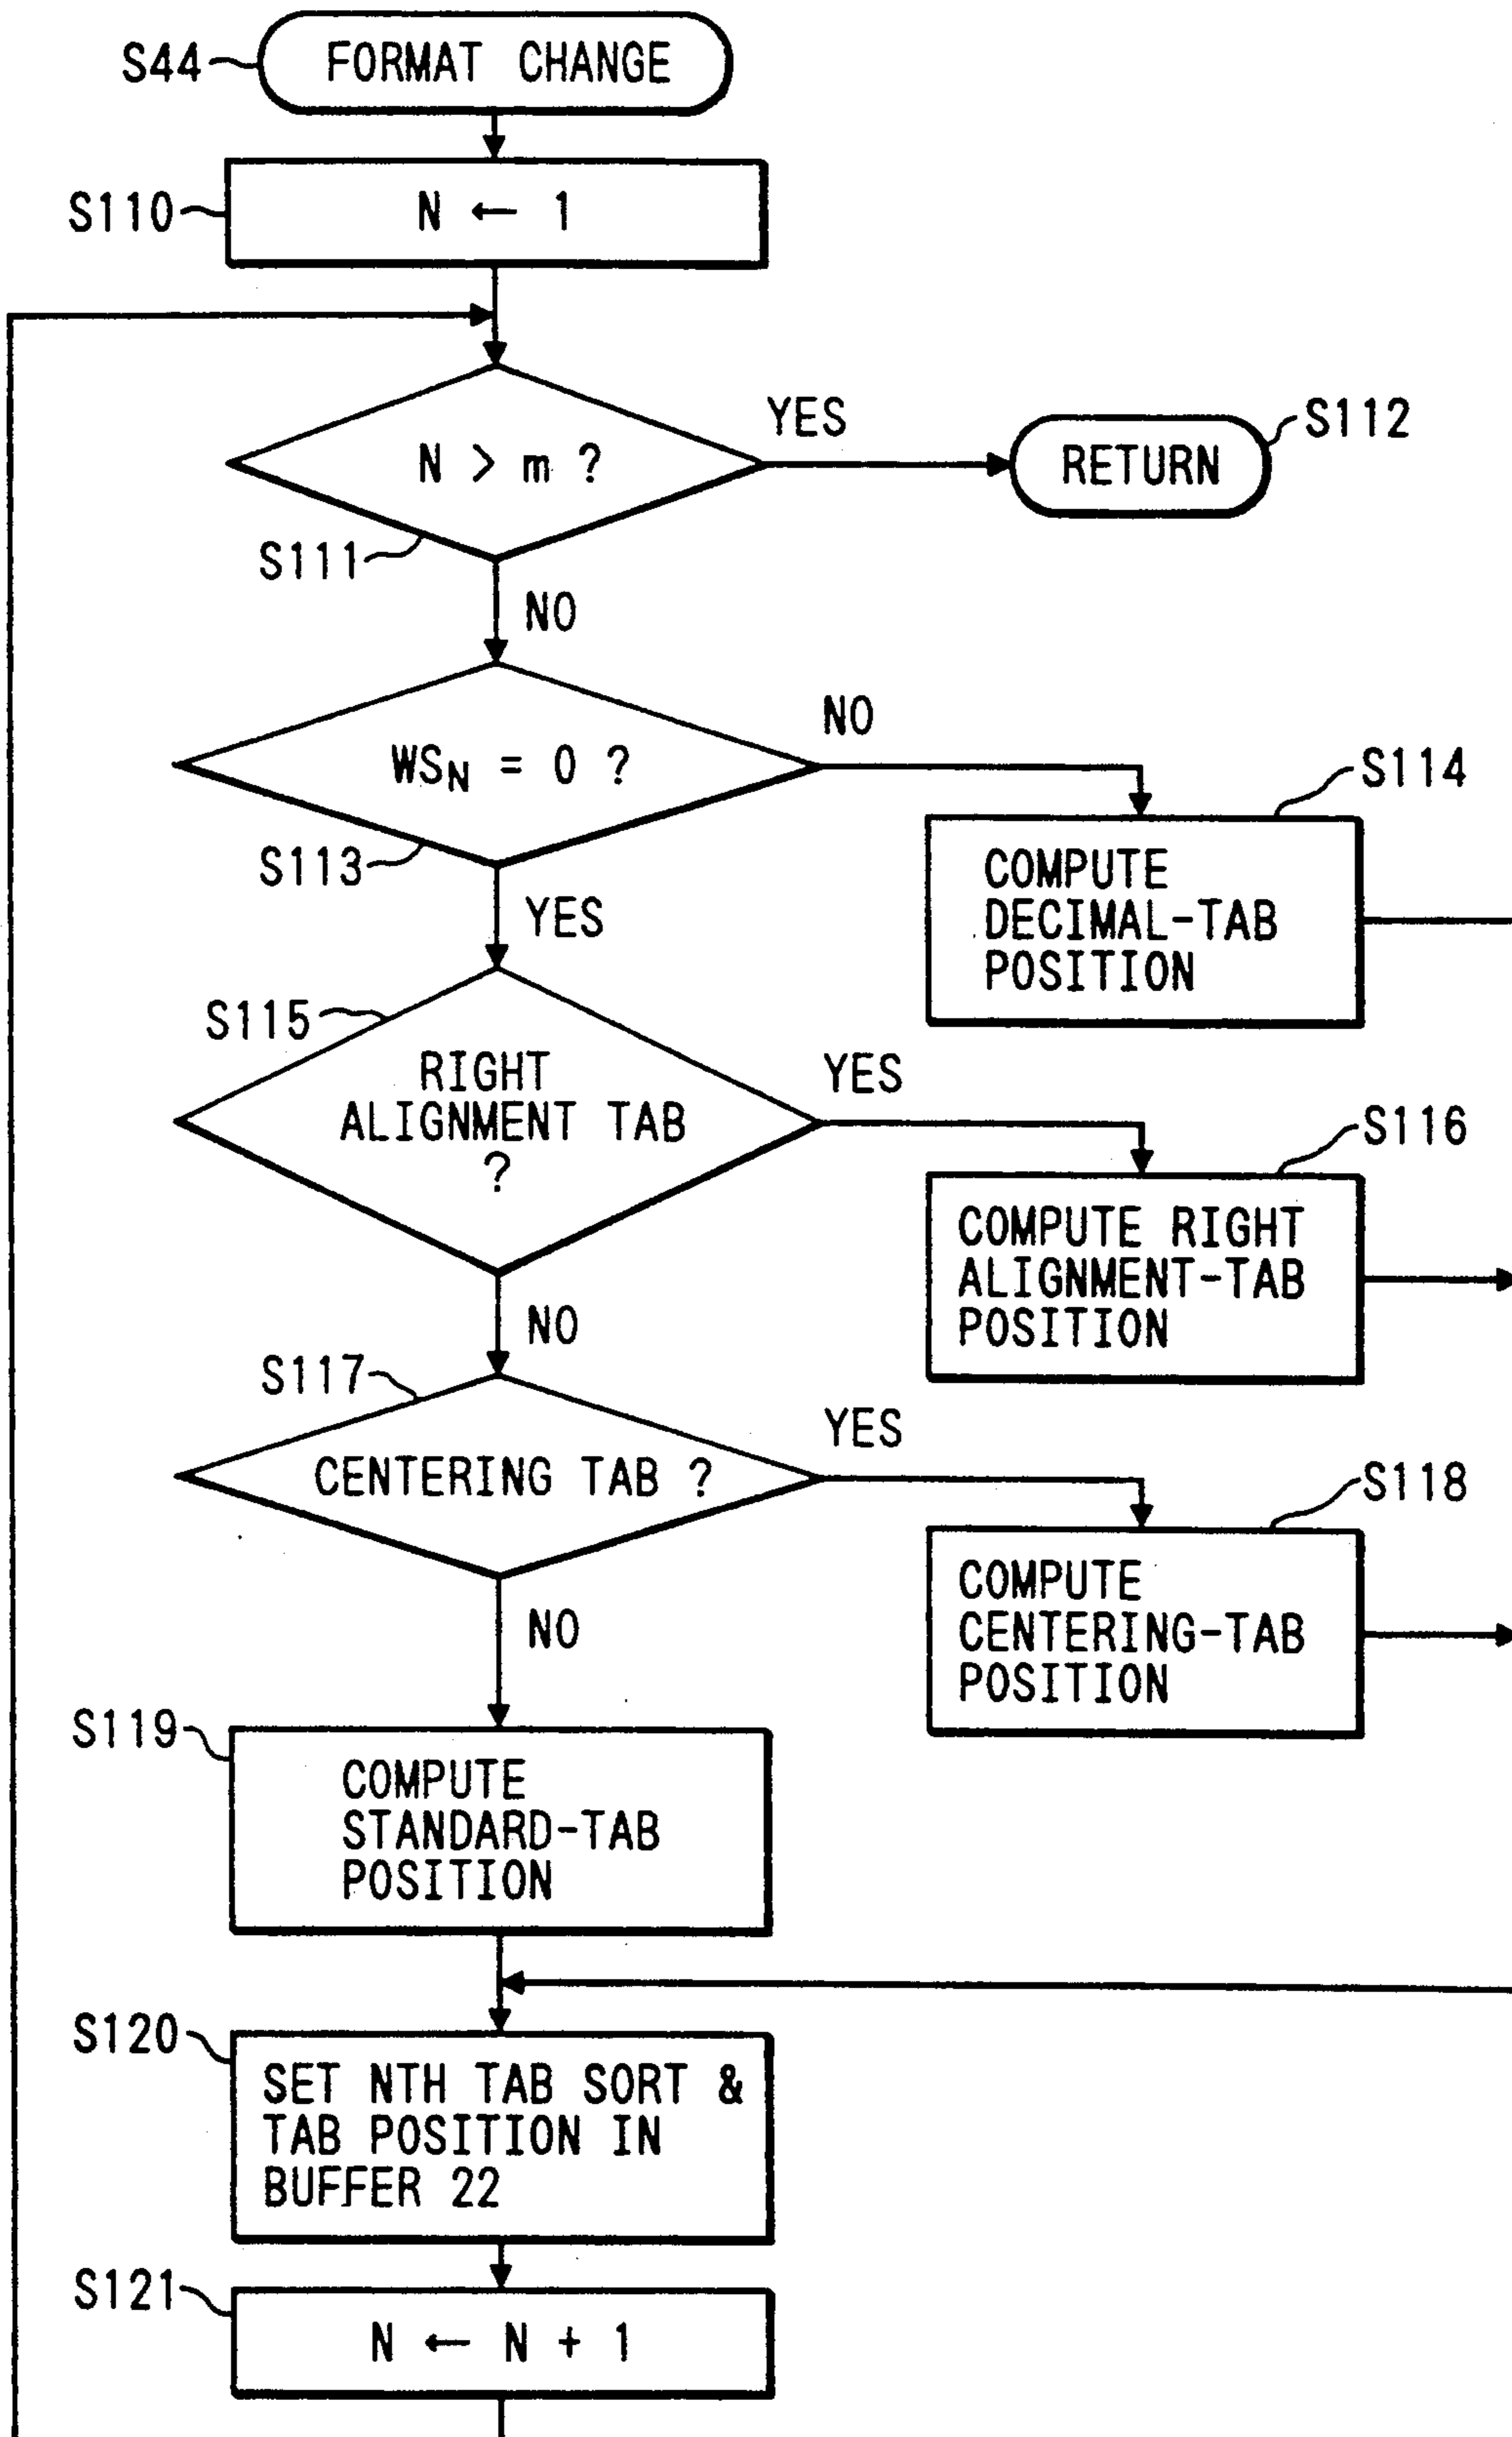 S44
FORMAT CHANGE
S110
N ← 1
N > m ?
YES
S112
RETURN
S111
NO
WSN = 0 ?
NO
S113
S114
COMPUTE
DECIMAL-TAB
POSITION
YES
S115
RIGHT
ALIGNMENT TAB
?
YES
S116
COMPUTE RIGHT
ALIGNMENT-TAB
POSITION
NO
S117
CENTERING TAB ?
YES
S118
COMPUTE
CENTERING-TAB
POSITION
NO
S119
COMPUTE
STANDARD-TAB
POSITION
S120
SET NTH TAB SORT &
TAB POSITION IN
BUFFER 22
S121
N ← N + 1